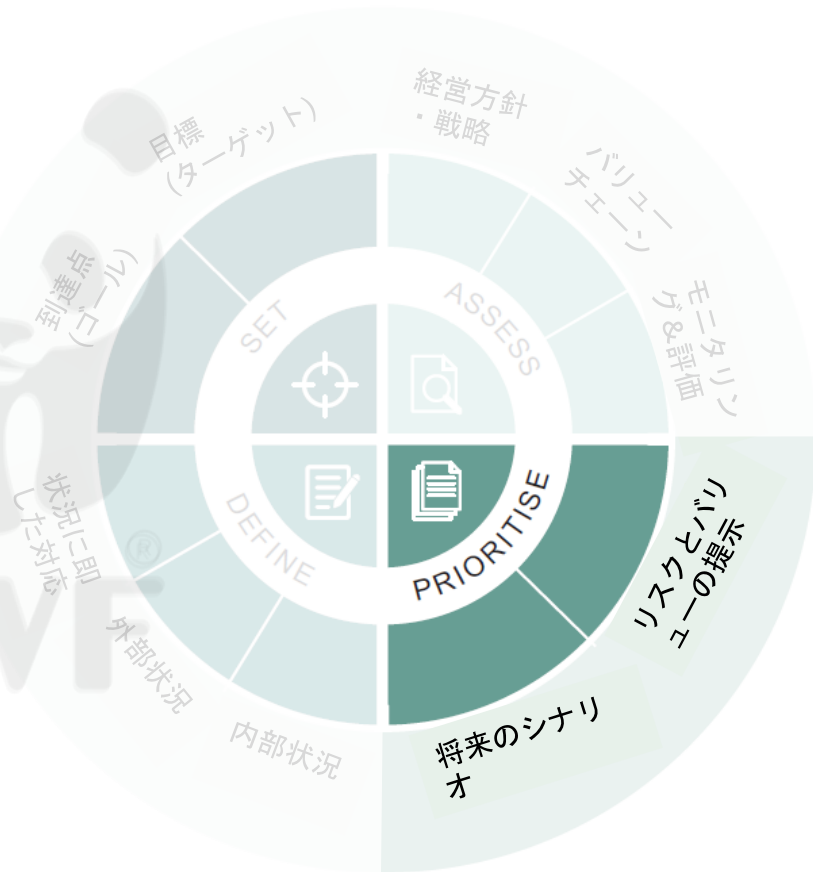 経営方針
・戦略
バリュー
チェーン
モニタリン
グ&評価
ASSESS
リスクとバリ
ューの提示
PRIORITISE
将来のシナリ
オ
内部状況
外部状況
状況に即
した対応
DEFINE
到達点
(ゴール)
目標
(ターゲット)
SET
WF
®